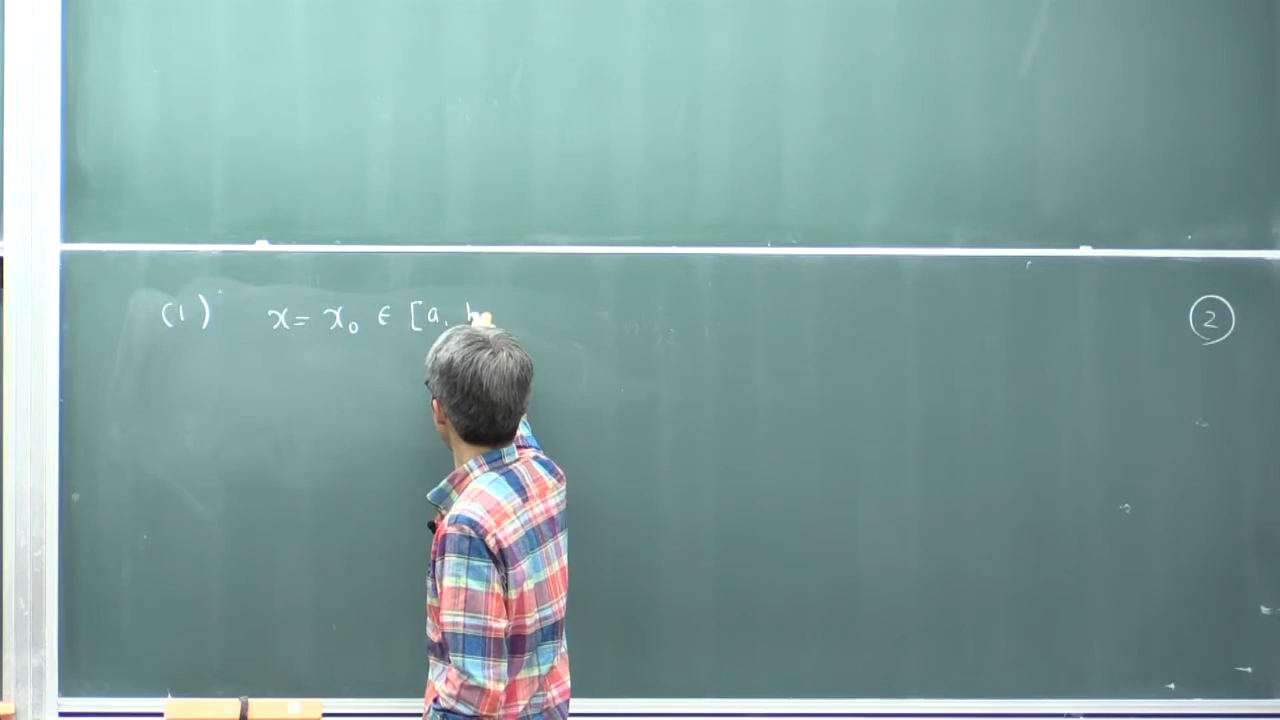 (1) x = x₀ ∈ [a, b
②